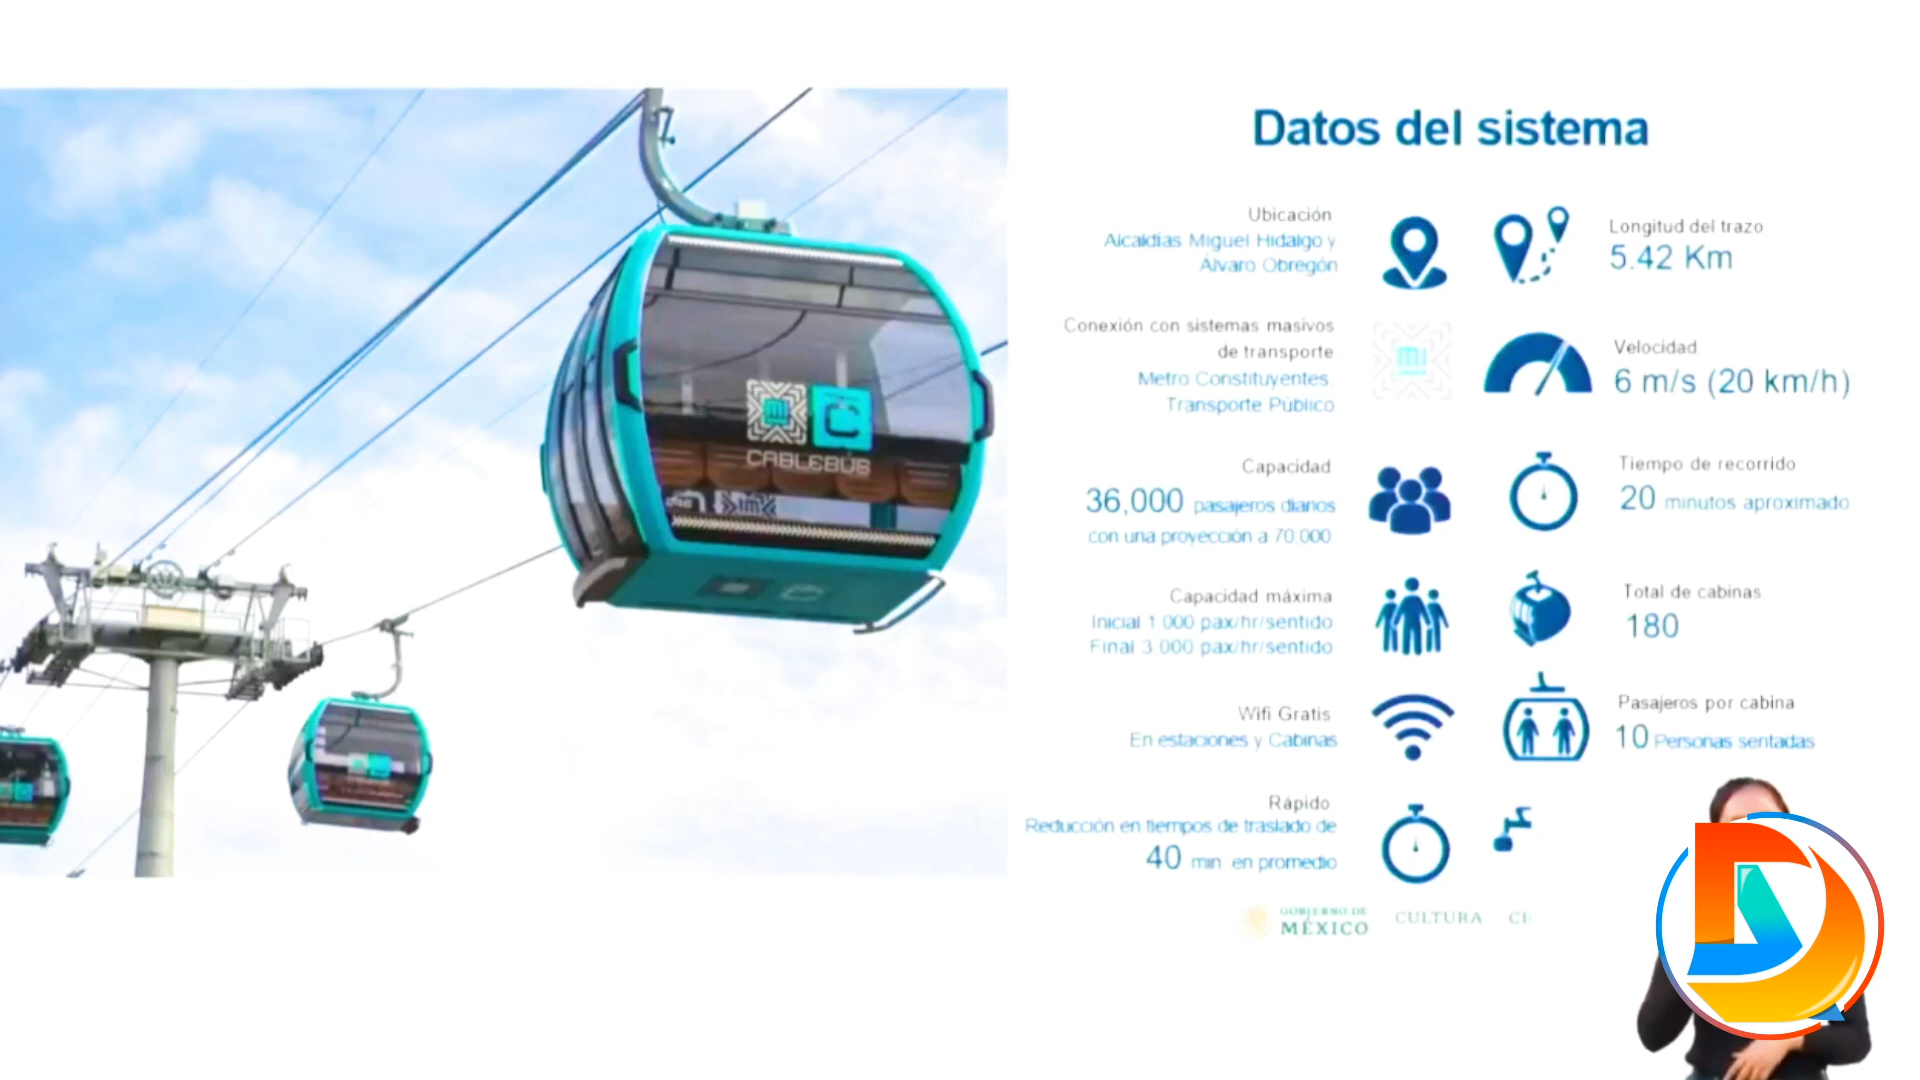 CABLEBÚS
Datos del sistema
Ubicación
Alcaldías Miguel Hidalgo y
Álvaro Obregón
Longitud del trazo
5.42 Km
Conexión con sistemas masivos
de transporte
Metro Constituyentes,
Transporte Público
Velocidad
6 m/s (20 km/h)
Capacidad
36,000 pasajeros diarios
con una proyección a 70,000
Tiempo de recorrido
20 minutos aproximado
Capacidad máxima
Inicial 1 000 pax/hr/sentido
Final 3 000 pax/hr/sentido
Total de cabinas
180
Wifi Gratis
En estaciones y Cabinas
Pasajeros por cabina
10 Personas sentadas
Rápido
Reducción en tiempos de traslado de
40 min en promedio
GOBIERNO DE
MÉXICO
CULTURA